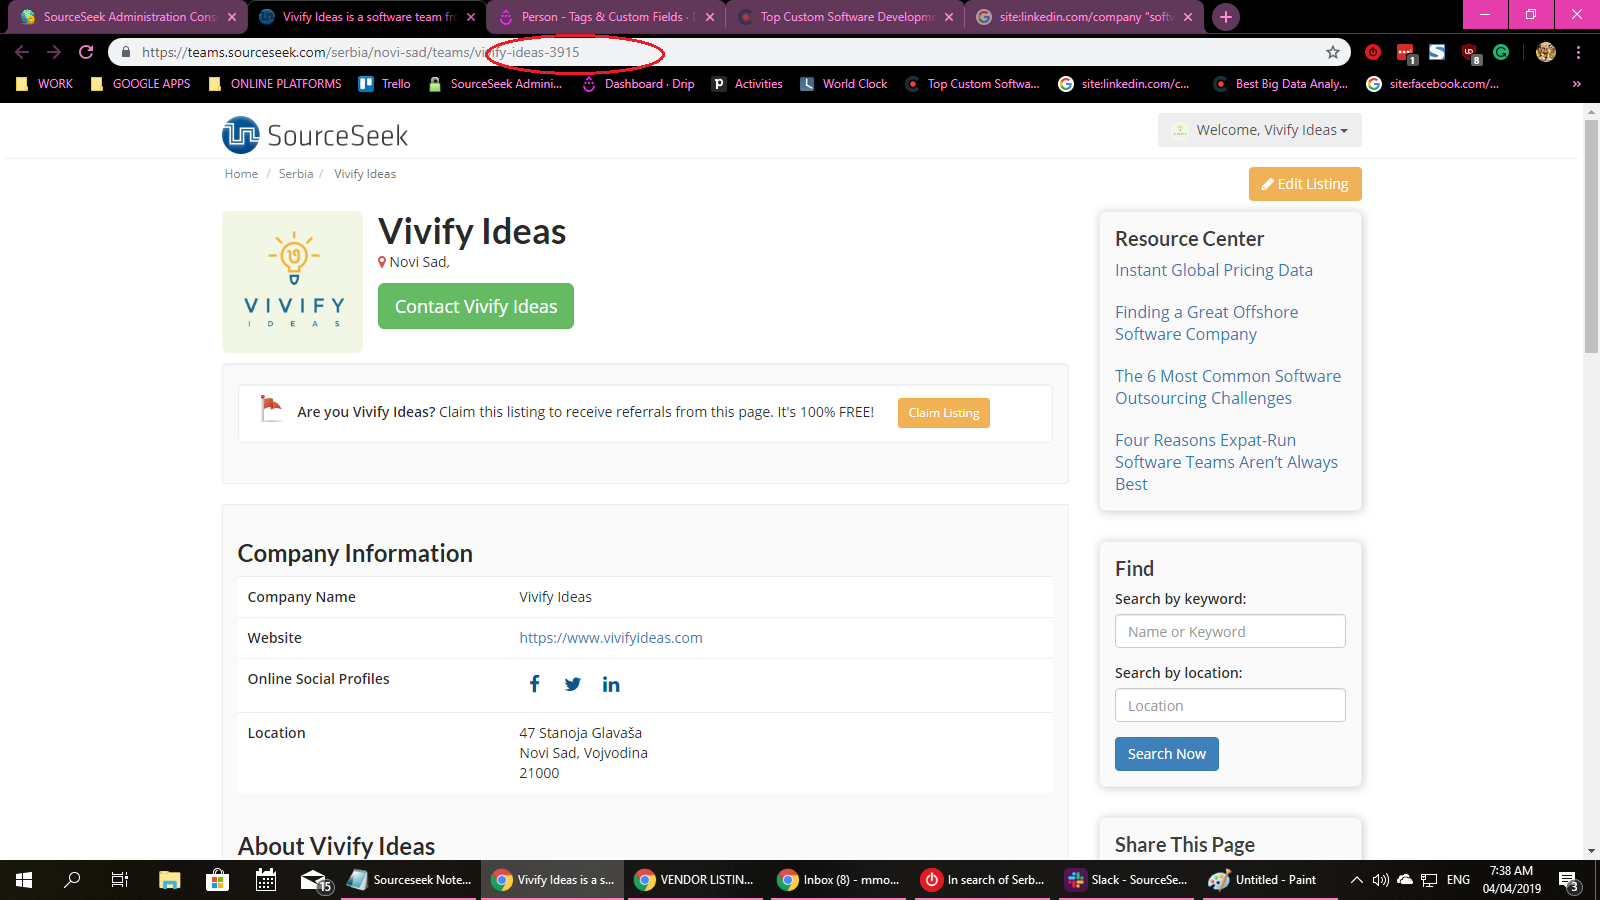 SourceSeek Administration Cons
Vivify Ideas is a software team fro
Person - Tags & Custom Fields · D
Top Custom Software Developme
site:linkedin.com/company "softw
https://teams.sourceseek.com/serbia/novi-sad/teams/vivify-ideas-3915
1
8
WORK
GOOGLE APPS
ONLINE PLATFORMS
Trello
SourceSeek Admini...
Dashboard · Drip
Activities
World Clock
Top Custom Softwa...
site:linkedin.com/c...
Best Big Data Analy...
site:facebook.com/...
»
SourceSeek
Welcome, Vivify Ideas
Home / Serbia / Vivify Ideas
Edit Listing
VIVIFY
IDEAS
Vivify Ideas
Novi Sad,
Contact Vivify Ideas
Are you Vivify Ideas? Claim this listing to receive referrals from this page. It's 100% FREE!
Claim Listing
Company Information
Company Name Vivify Ideas
Website https://www.vivifyideas.com
Online Social Profiles
Location 47 Stanoja Glavaša
Novi Sad, Vojvodina
21000
About Vivify Ideas
Resource Center
Instant Global Pricing Data
Finding a Great Offshore
Software Company
The 6 Most Common Software
Outsourcing Challenges
Four Reasons Expat-Run
Software Teams Aren't Always
Best
Find
Search by keyword:
Name or Keyword
Search by location:
Location
Search Now
Share This Page
15
Sourceseek Note...
Vivify Ideas is a s...
VENDOR LISTIN...
Inbox (8) - mmo...
In search of Serb...
Slack - SourceSe...
Untitled - Paint
ENG
7:38 AM
04/04/2019
3